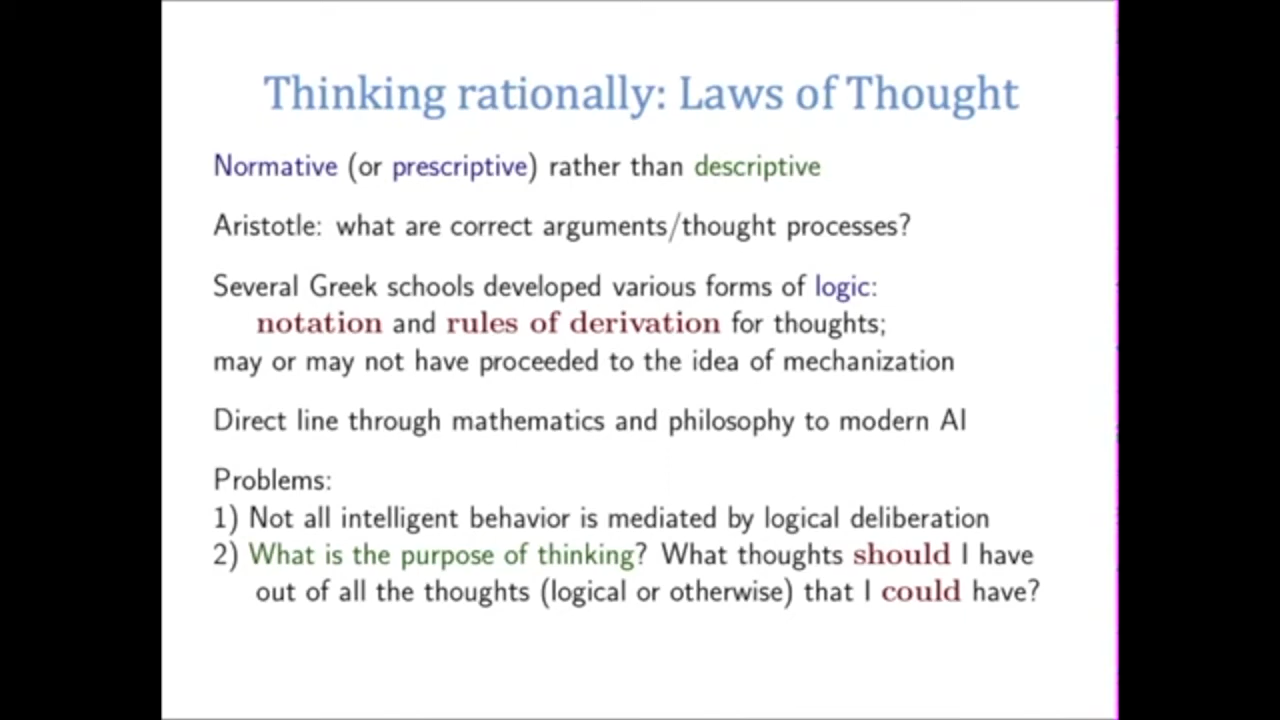 Thinking rationally: Laws of Thought
Normative (or prescriptive) rather than descriptive
Aristotle: what are correct arguments/thought processes?
Several Greek schools developed various forms of logic:
notation and rules of derivation for thoughts;
may or may not have proceeded to the idea of mechanization
Direct line through mathematics and philosophy to modern AI
Problems:
1) Not all intelligent behavior is mediated by logical deliberation
2) What is the purpose of thinking? What thoughts should I have
out of all the thoughts (logical or otherwise) that I could have?